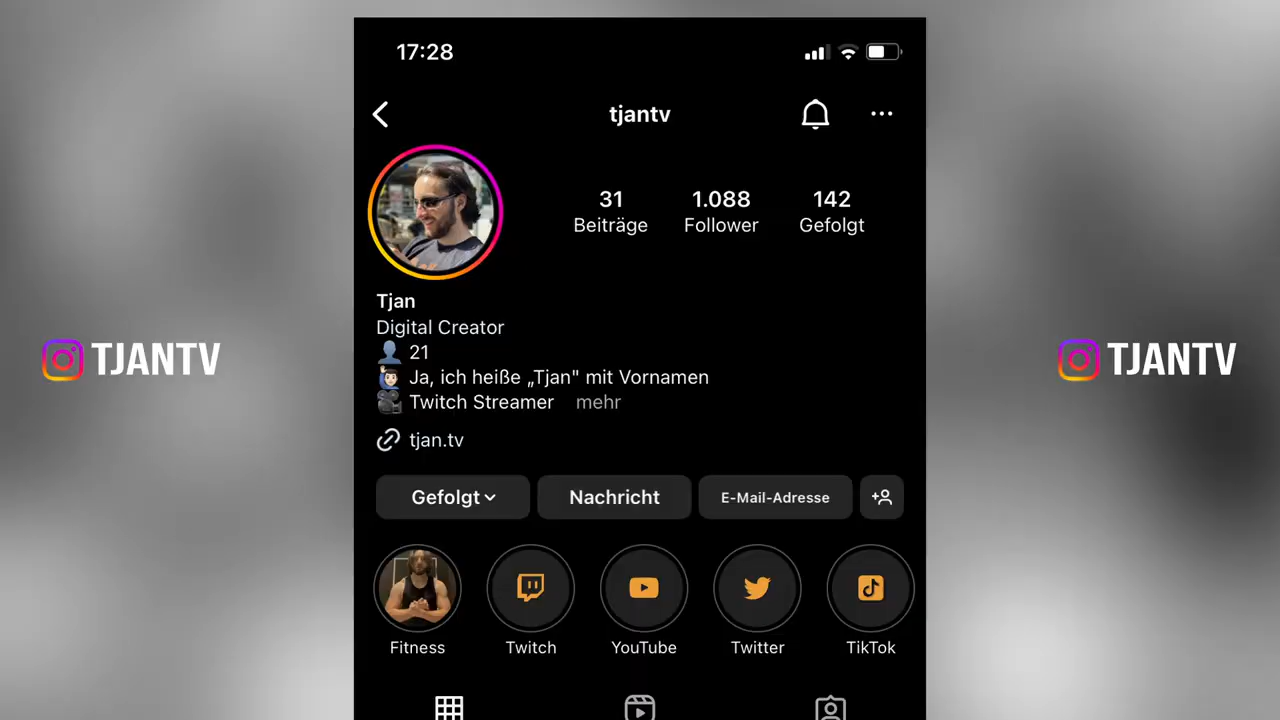 17:28
tjantv
31 1.088 142
Beiträge Follower Gefolgt
Tjan
Digital Creator
21
Ja, ich heiße „Tjan" mit Vornamen
Twitch Streamer mehr
tjan.tv
TJANTV
TJANTV
Gefolgt Nachricht E-Mail-Adresse
Fitness Twitch YouTube Twitter TikTok